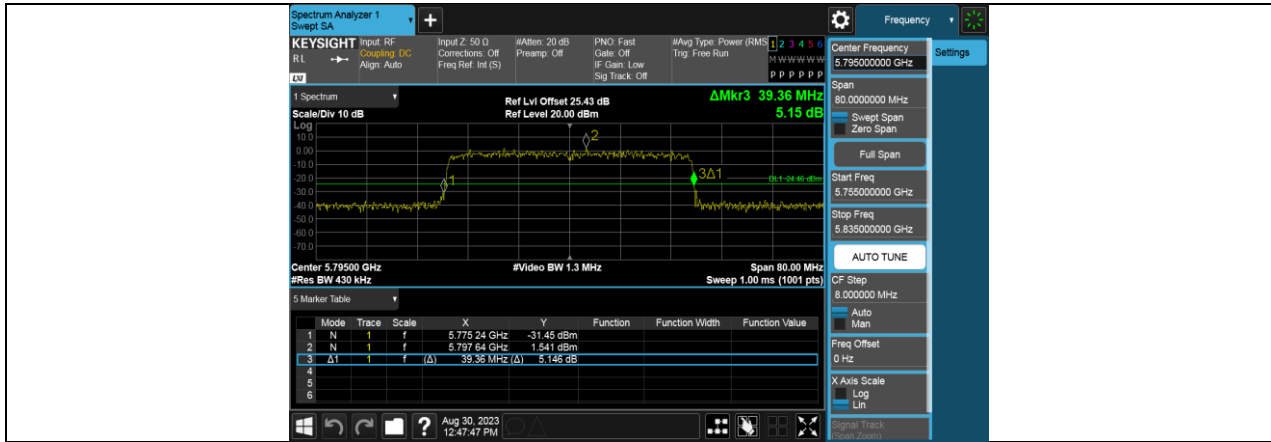 Spectrum Analyzer 1
Swept SA
+
Frequency
KEYSIGHT
Input: RF
Input Z: 50 Ω
#Atten: 20 dB
PNO: Fast
#Avg Type: Power (RMS
1 2 3 4 5 6
RL
Coupling: DC
Corrections: Off
Preamp: Off
Gate: Off
Trig: Free Run
M W W W W W
Align: Auto
Freq Ref: Int (S)
IF Gain: Low
Sig Track: Off
P P P P P P
LXI
1 Spectrum
Ref Lvl Offset 25.43 dB
ΔMkr3 39.36 MHz
Scale/Div 10 dB
Ref Level 20.00 dBm
5.15 dB
Log
10.0
0.00
-10.0
-20.0
-30.0
-40.0
-50.0
-60.0
-70.0
2
1
3Δ1
DL1 -24.46 dBm
Center 5.79500 GHz
#Video BW 1.3 MHz
Span 80.00 MHz
#Res BW 430 kHz
Sweep 1.00 ms (1001 pts)
5 Marker Table
Mode Trace Scale X Y Function Function Width Function Value
1 N 1 f 5.775 24 GHz -31.45 dBm
2 N 1 f 5.797 64 GHz 1.541 dBm
3 Δ1 1 f (Δ) 39.36 MHz (Δ) 5.146 dB
4
5
6
?
Aug 30, 2023
12:47:47 PM
Center Frequency
5.795000000 GHz
Settings
Span
80.0000000 MHz
Swept Span
Zero Span
Full Span
Start Freq
5.755000000 GHz
Stop Freq
5.835000000 GHz
AUTO TUNE
CF Step
8.000000 MHz
Auto
Man
Freq Offset
0 Hz
X Axis Scale
Log
Lin
Signal Track
(Span Zoom)